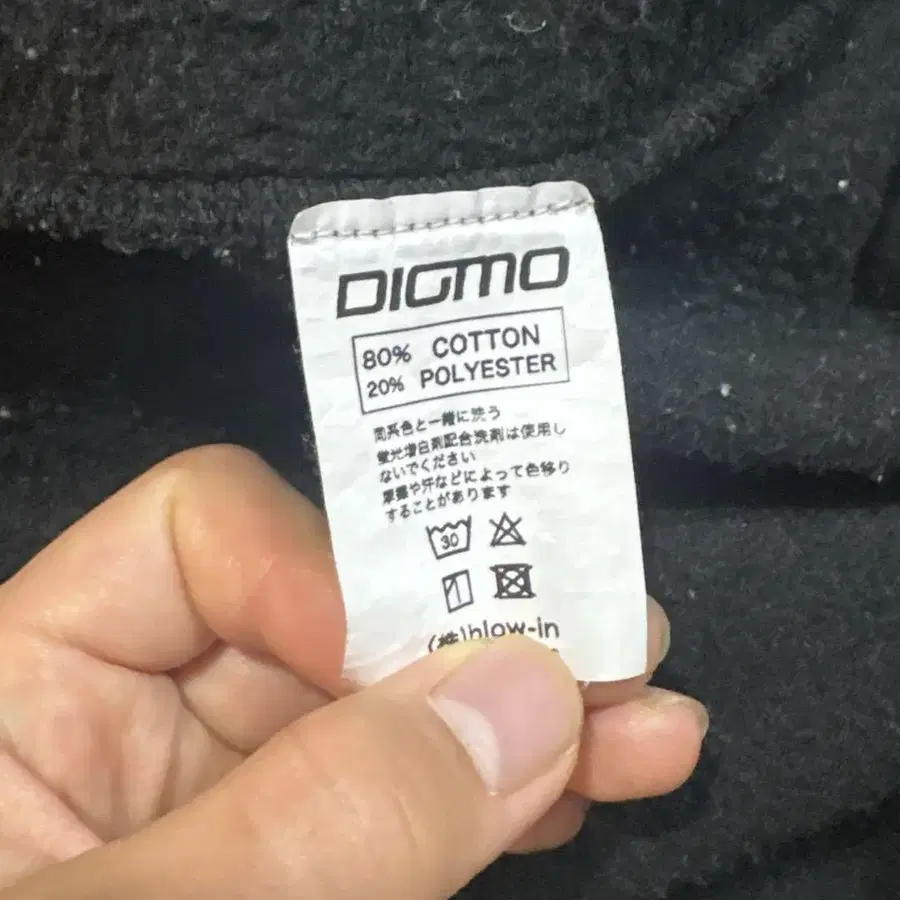 DIGMO
80% COTTON
20% POLYESTER
同系色と一緒に洗う
蛍光増白剤配合洗剤は使用し
ないでください
摩擦や汗などによって色移り
することがあります
30
(株)blow-in